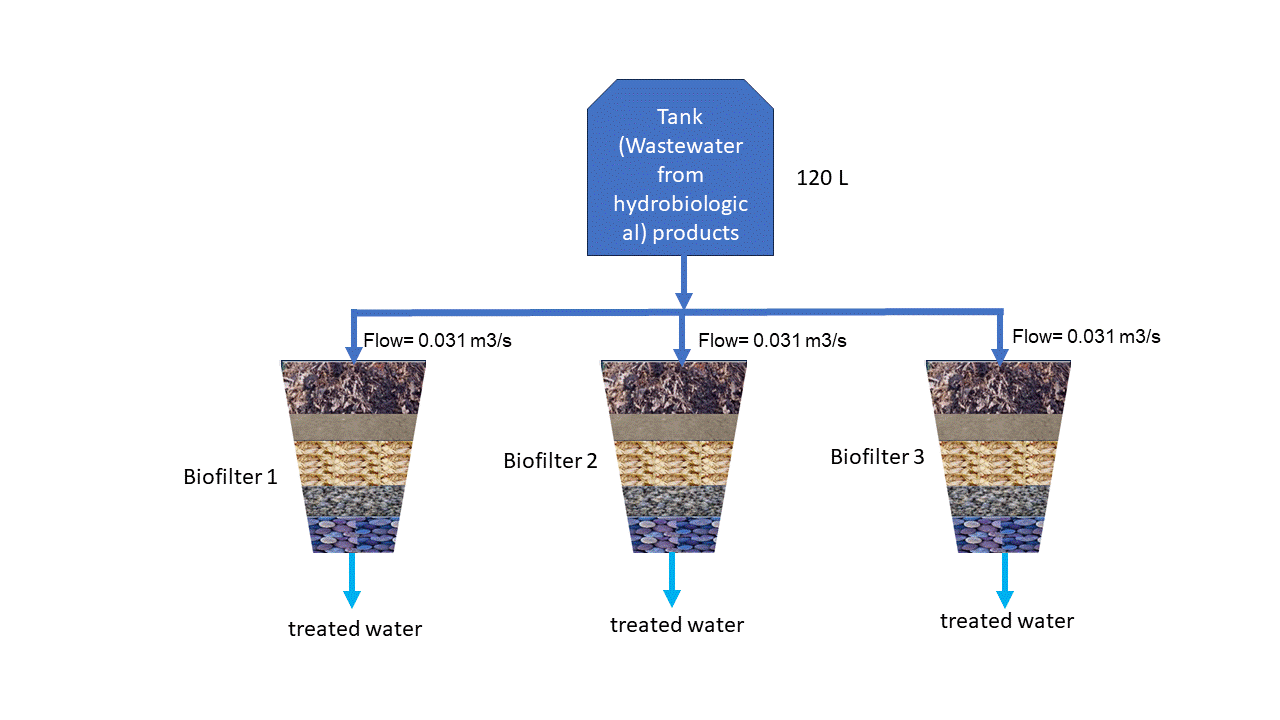 Tank
(Wastewater
from
hydrobiologic
al) products
120 L
Flow= 0.031 m3/s
Flow= 0.031 m3/s
Flow= 0.031 m3/s
Biofilter 1
Biofilter 2
Biofilter 3
treated water
treated water
treated water